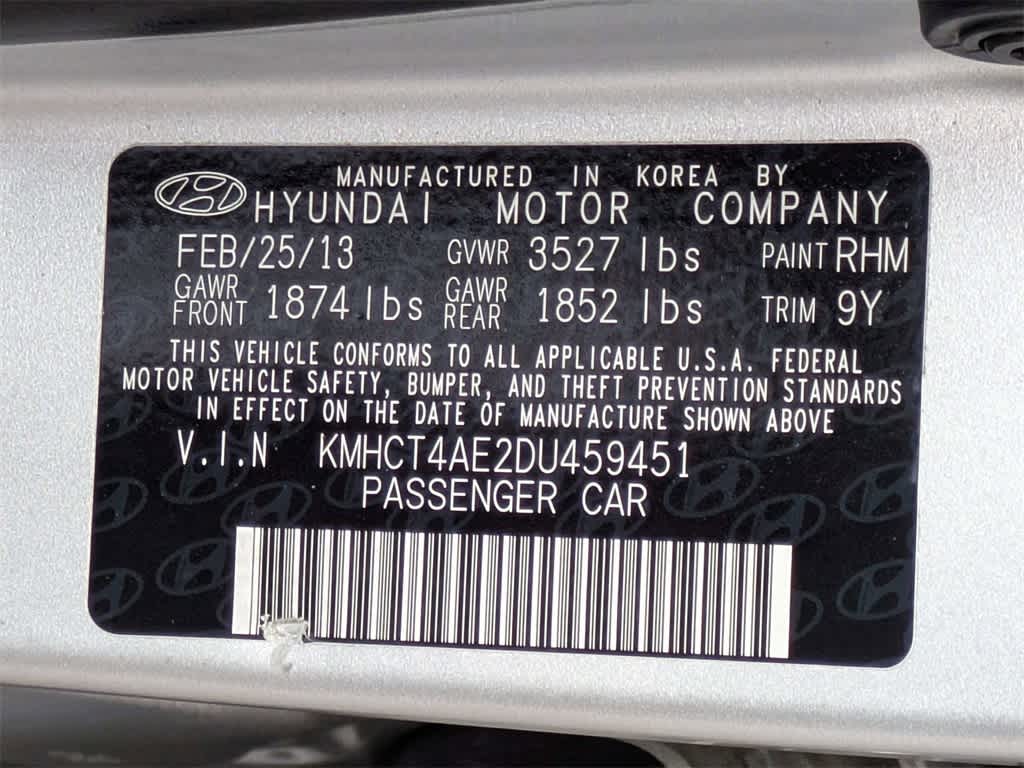 MANUFACTURED IN KOREA BY
HYUNDAI MOTOR COMPANY
FEB/25/13 GVWR 3527 lbs PAINT RHM
GAWR FRONT 1874 lbs GAWR REAR 1852 lbs TRIM 9Y
THIS VEHICLE CONFORMS TO ALL APPLICABLE U.S.A. FEDERAL
MOTOR VEHICLE SAFETY, BUMPER, AND THEFT PREVENTION STANDARDS
IN EFFECT ON THE DATE OF MANUFACTURE SHOWN ABOVE
V.I.N KMHCT4AE2DU459451
PASSENGER CAR